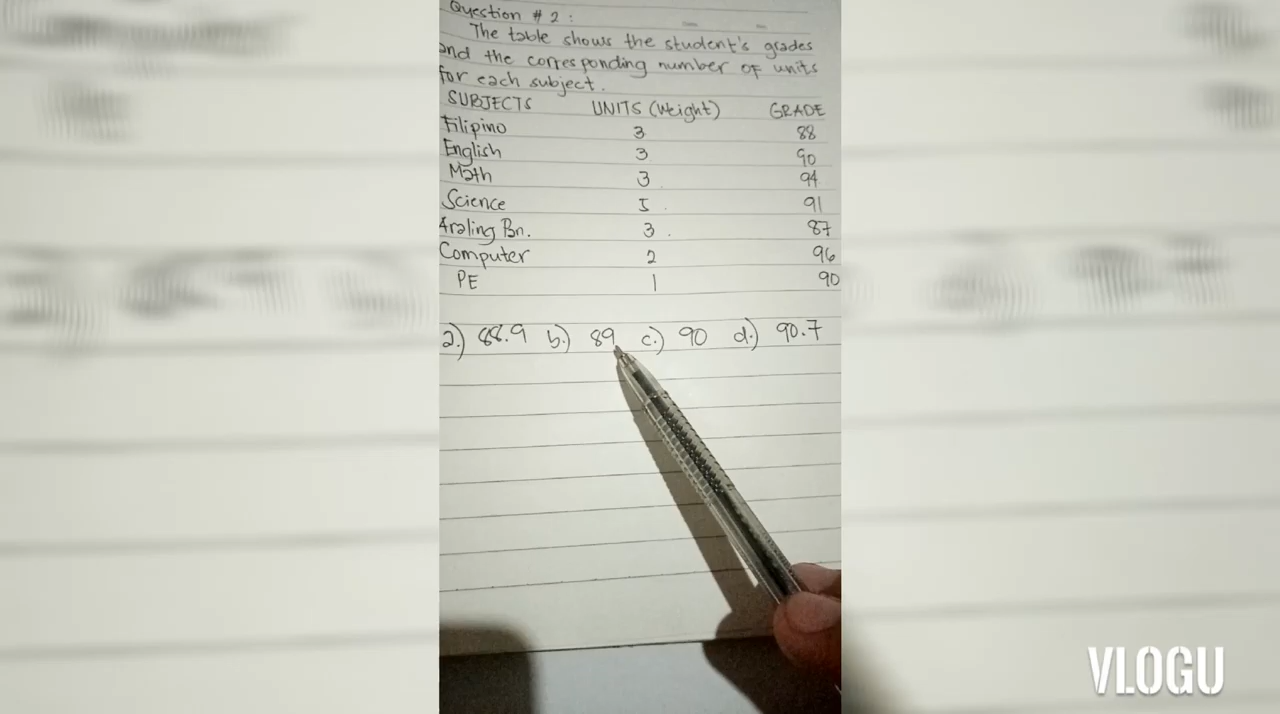 Question # 2 :
The table shows the student's grades
and the corresponding number of units
for each subject.
SUBJECTS UNITS (Weight) GRADE
Filipino 3 88
English 3 90
Math 3 94
Science 5 91
Araling Pn. 3 87
Computer 2 96
PE 1 90
a.) 88.9 b.) 89 c.) 90 d.) 90.7
VLOGU